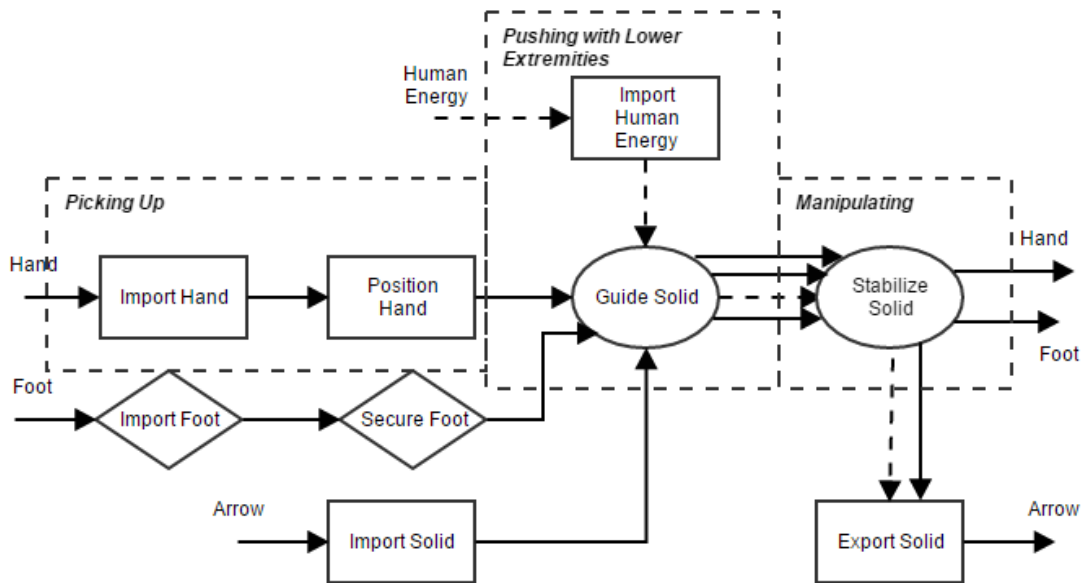 Pushing with Lower
Extremities
Human
Energy
Import
Human
Energy
Picking Up
Manipulating
Hand
Import Hand
Position
Hand
Guide Solid
Stabilize
Solid
Hand
Foot
Foot
Import Foot
Secure Foot
Arrow
Import Solid
Export Solid
Arrow